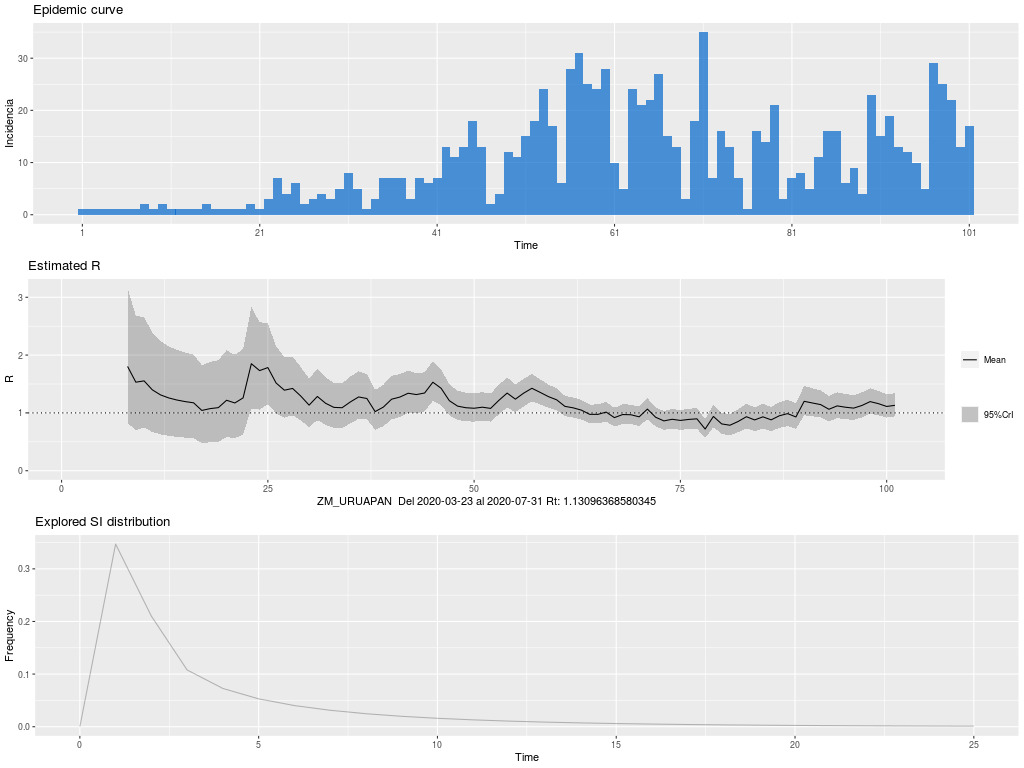 Epidemic curve
30
20
10
0
Incidencia
1 21 41 61 81 101
Time
Estimated R
3
2
1
0
R
Mean
95%CrI
0 25 50 75 100
ZM_URUAPAN Del 2020-03-23 al 2020-07-31 Rt: 1.13096368580345
Explored SI distribution
0.3
0.2
0.1
0.0
Frequency
0 5 10 15 20 25
Time